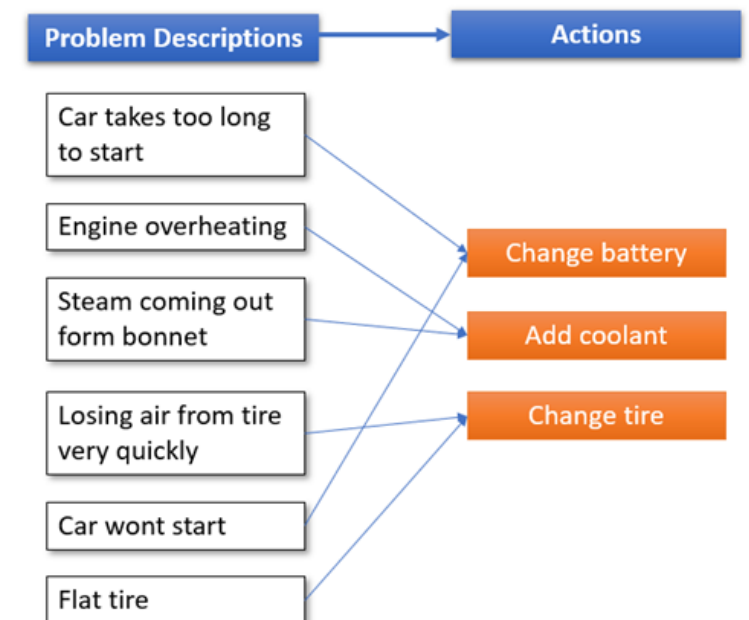 Problem Descriptions
Actions
Car takes too long
to start
Engine overheating
Steam coming out
form bonnet
Losing air from tire
very quickly
Car wont start
Flat tire
Change battery
Add coolant
Change tire